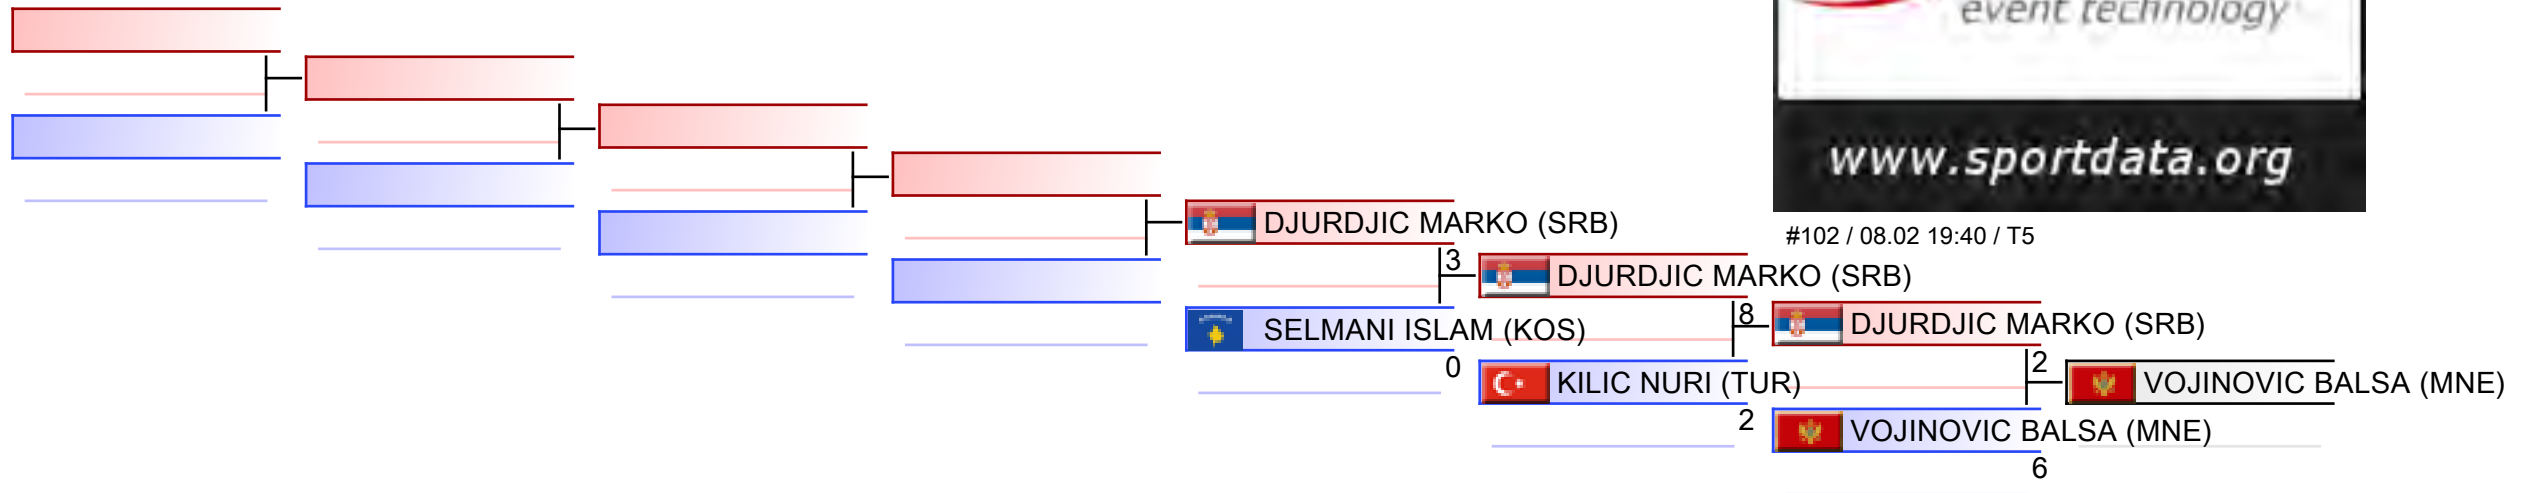 event technology
www.sportdata.org
DJURDJIC MARKO (SRB)
#102 / 08.02 19:40 / T5
3
DJURDJIC MARKO (SRB)
SELMANI ISLAM (KOS)
0
8
DJURDJIC MARKO (SRB)
KILIC NURI (TUR)
2
2
VOJINOVIC BALSA (MNE)
VOJINOVIC BALSA (MNE)
6